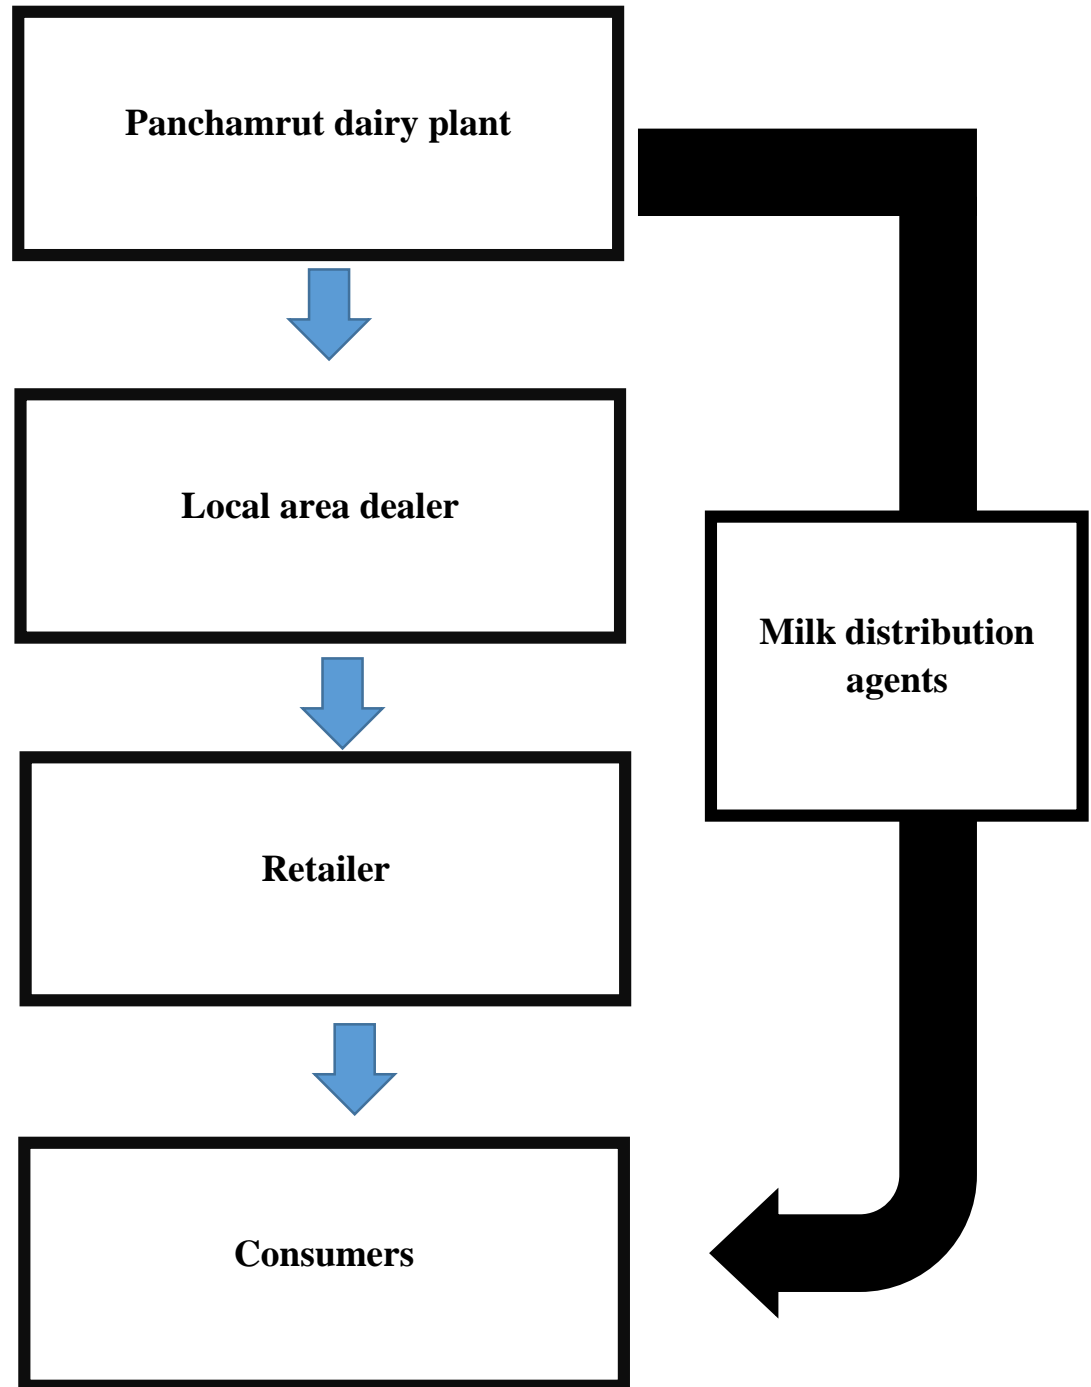 Panchamrut dairy plant
Local area dealer
Milk distribution
agents
Retailer
Consumers